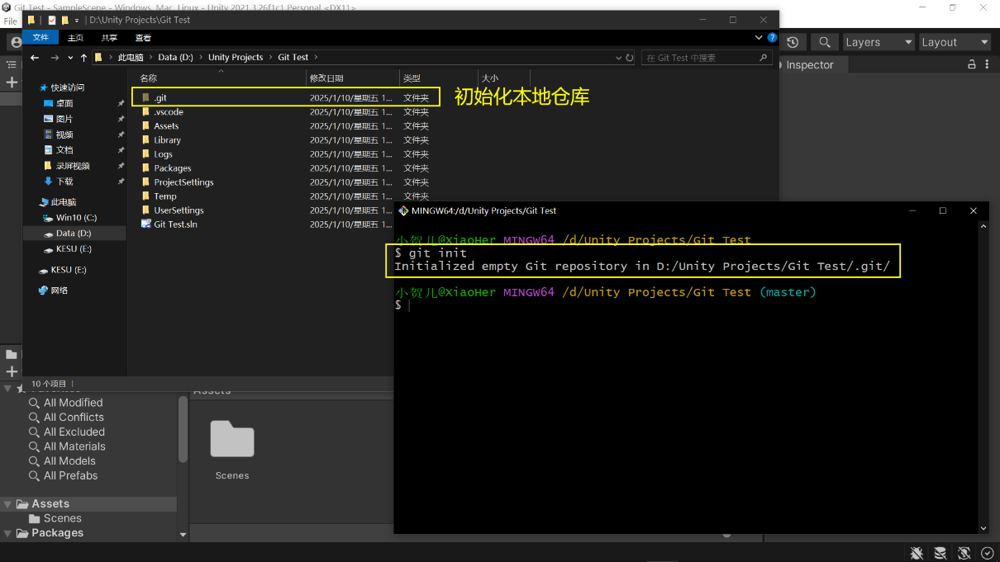 Git Test - SampleScene - Windows, Mac, Linux - Unity 2021.3.26f1c1 Personal <DX11>
File
D:\Unity Projects\Git Test
文件 主页 共享 查看
此电脑 Data (D:) Unity Projects Git Test
在 Git Test 中搜索
Layers Layout
Inspector
名称 修改日期 类型 大小
快速访问
桌面
图片
视频
文档
录屏视频
下载
此电脑
Win10 (C:)
Data (D:)
KESU (E:)
KESU (E:)
网络
.git 2025/1/10/星期五 1... 文件夹
初始化本地仓库
.vscode 2025/1/10/星期五 1... 文件夹
Assets 2025/1/10/星期五 1... 文件夹
Library 2025/1/10/星期五 1... 文件夹
Logs 2025/1/10/星期五 1... 文件夹
Packages 2025/1/10/星期五 1... 文件夹
ProjectSettings 2025/1/10/星期五 1... 文件夹
Temp 2025/1/10/星期五 1... 文件夹
UserSettings 2025/1/10/星期五 1...
Git Test.sln 2025/1/10/星期五 1...
10 个项目
MINGW64:/d/Unity Projects/Git Test
小贺儿@XiaoHer MINGW64 /d/Unity Projects/Git Test
$ git init
Initialized empty Git repository in D:/Unity Projects/Git Test/.git/
小贺儿@XiaoHer MINGW64 /d/Unity Projects/Git Test (master)
$
Favorites
All Modified
All Conflicts
All Excluded
All Materials
All Models
All Prefabs
Assets
Scenes
Packages
Assets
Scenes